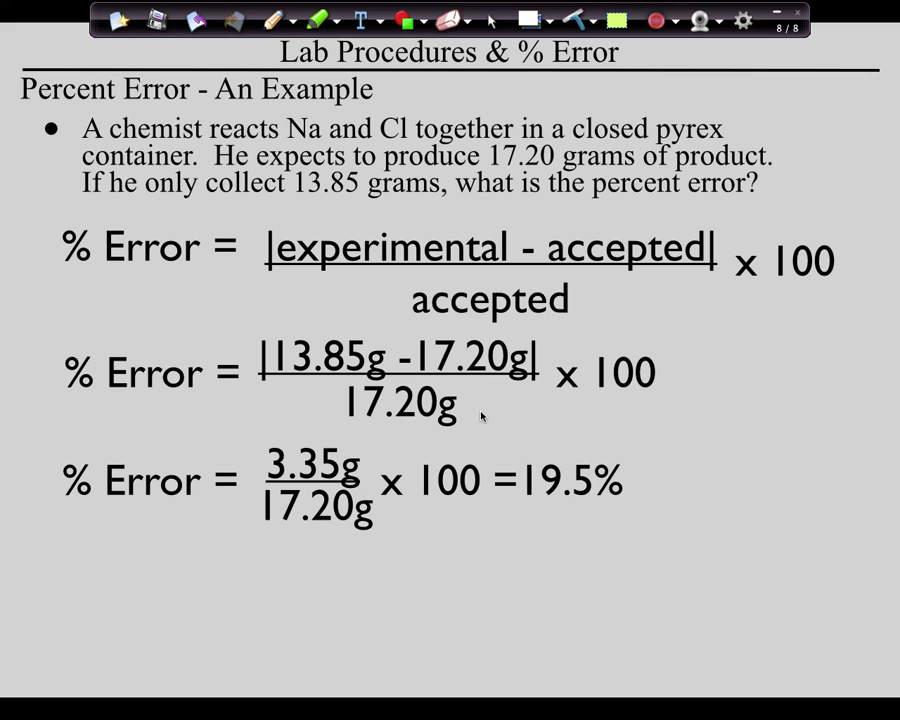 8 / 8
Lab Procedures & % Error
Percent Error - An Example
● A chemist reacts Na and Cl together in a closed pyrex
container. He expects to produce 17.20 grams of product.
If he only collect 13.85 grams, what is the percent error?
% Error = |experimental - accepted| x 100
accepted
% Error = |13.85g -17.20g| x 100
17.20g
% Error = 3.35g x 100 =19.5%
17.20g